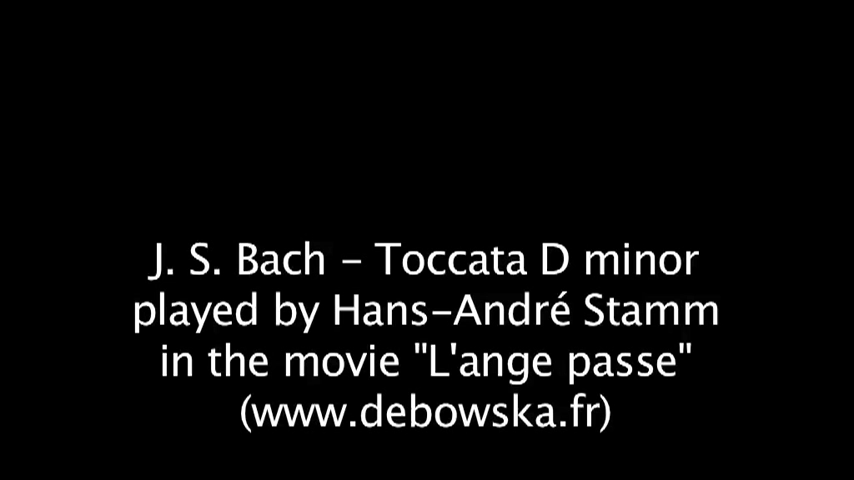 J. S. Bach - Toccata D minor
played by Hans-André Stamm
in the movie "L'ange passe"
(www.debowska.fr)